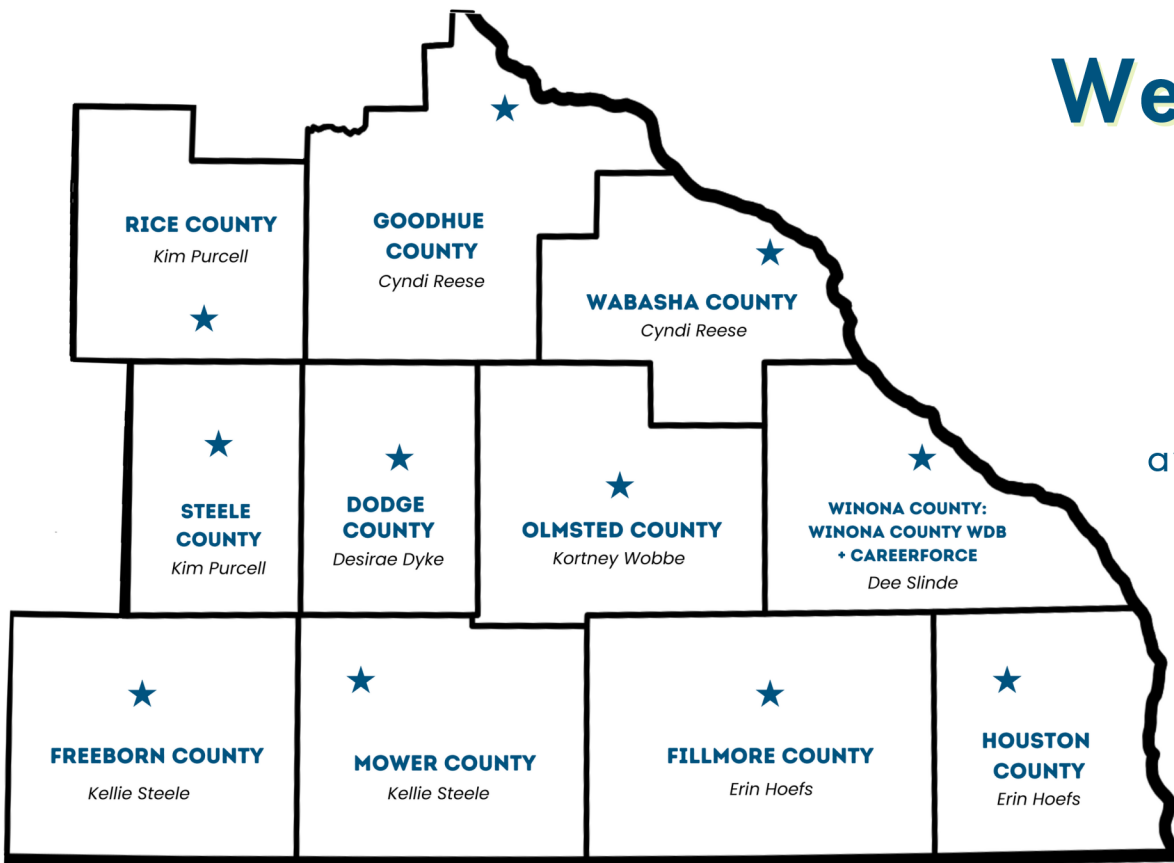 We
RICE COUNTY
Kim Purcell
GOODHUE
COUNTY
Cyndi Reese
WABASHA COUNTY
Cyndi Reese
a
STEELE
COUNTY
Kim Purcell
DODGE
COUNTY
Desirae Dyke
OLMSTED COUNTY
Kortney Wobbe
WINONA COUNTY:
WINONA COUNTY WDB
+ CAREERFORCE
Dee Slinde
FREEBORN COUNTY
Kellie Steele
MOWER COUNTY
Kellie Steele
FILLMORE COUNTY
Erin Hoefs
HOUSTON
COUNTY
Erin Hoefs